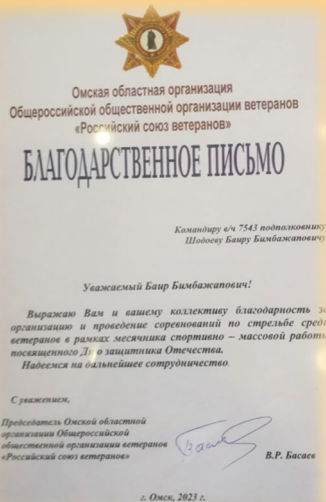 Омская областная организация
Общероссийской общественной организации ветеранов
«Российский союз ветеранов»
БЛАГОДАРСТВЕННОЕ ПИСЬМО
Командиру в/ч 7543 подполковнику
Шодоеву Баиру Бимбажаповичу
Уважаемый Баир Бимбажапович!
Выражаю Вам и вашему коллективу благодарность за
организацию и проведение соревнований по стрельбе среди
ветеранов в рамках месячника спортивно – массовой работы
посвященного Дню защитника Отечества.
Надеемся на дальнейшее сотрудничество.
С уважением,
Председатель Омской областной
организации Общероссийской
общественной организации ветеранов
«Российский союз ветеранов»
В.Р. Басаев
г. Омск, 2023 г.